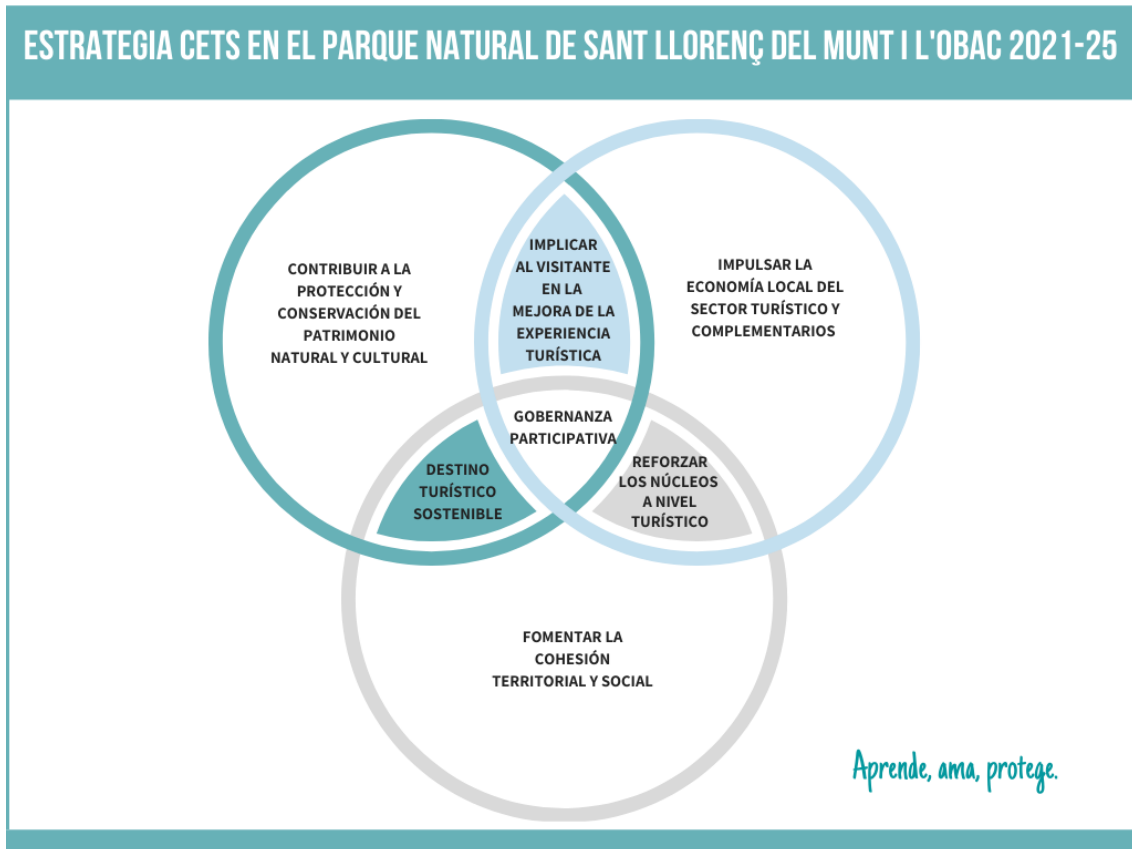 ESTRATEGIA CETS EN EL PARQUE NATURAL DE SANT LLORENÇ DEL MUNT I L'OBAC 2021-25
CONTRIBUIR A LA
PROTECCIÓN Y
CONSERVACIÓN DEL
PATRIMONIO
NATURAL Y CULTURAL
IMPLICAR
AL VISITANTE
EN LA
MEJORA DE LA
EXPERIENCIA
TURÍSTICA
IMPULSAR LA
ECONOMÍA LOCAL DEL
SECTOR TURÍSTICO Y
COMPLEMENTARIOS
GOBERNANZA
PARTICIPATIVA
DESTINO
TURÍSTICO
SOSTENIBLE
REFORZAR
LOS NÚCLEOS
A NIVEL
TURÍSTICO
FOMENTAR LA
COHESIÓN
TERRITORIAL Y SOCIAL
Aprende, ama, protege.